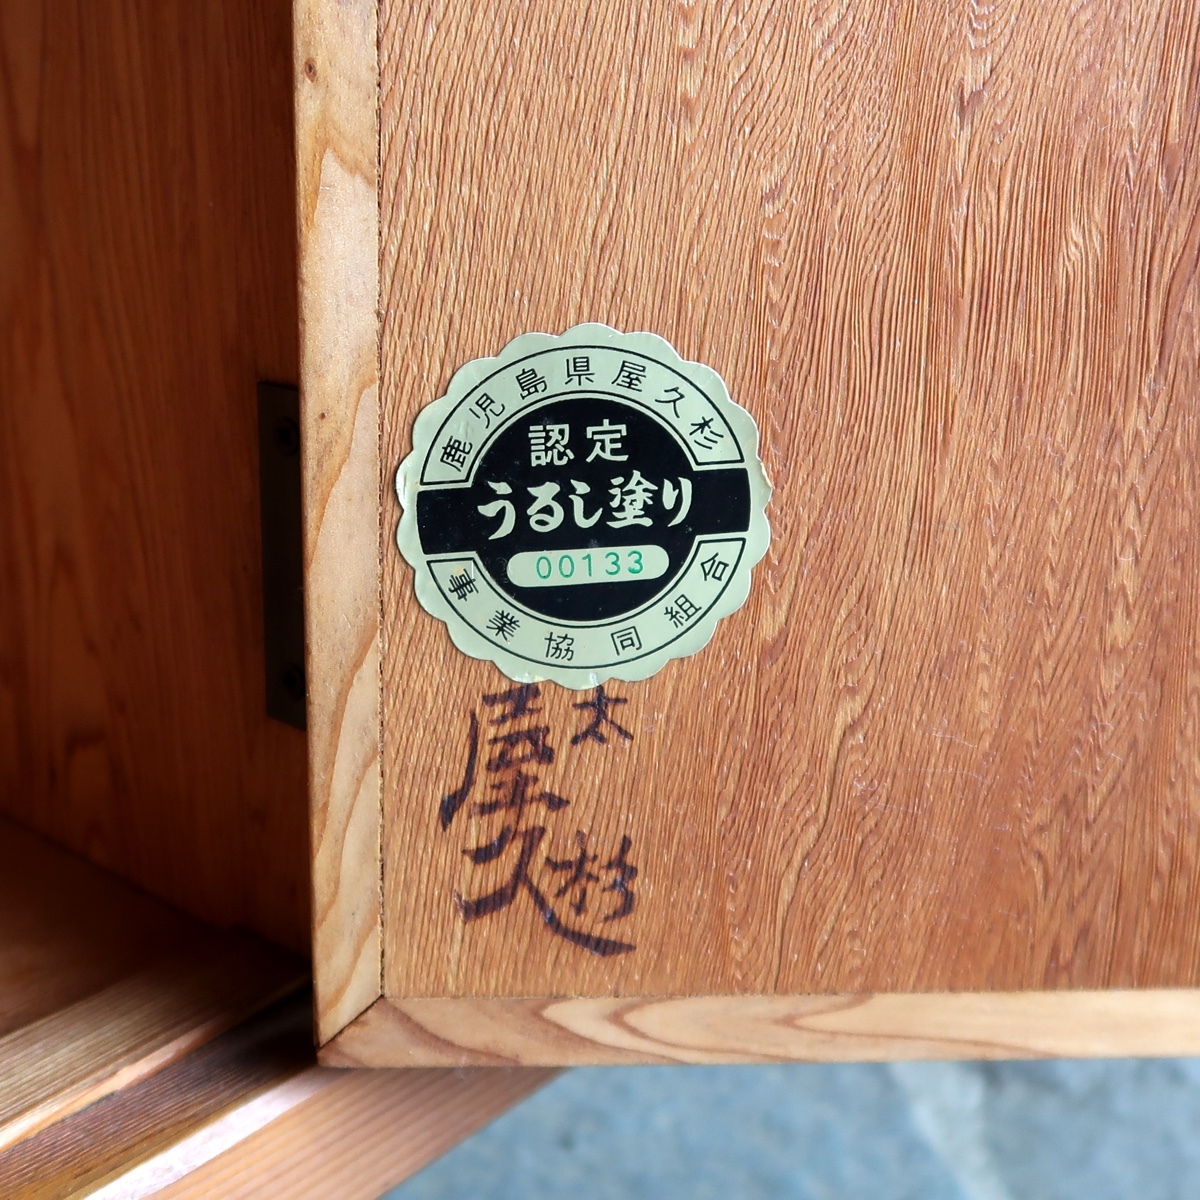 鹿児島県屋久杉
認定
うるし塗り
00133
事業協同組合
太
屋久杉